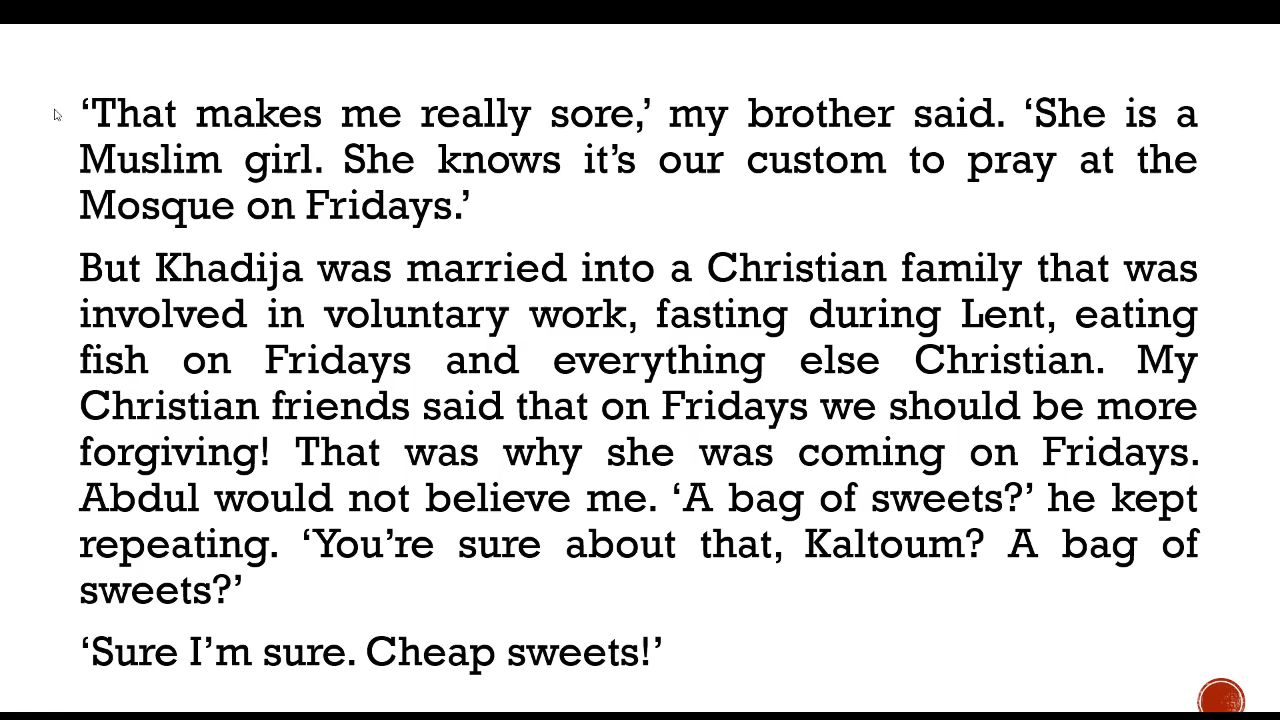 ‘That makes me really sore,’ my brother said. ‘She is a
Muslim girl. She knows it’s our custom to pray at the
Mosque on Fridays.’
But Khadija was married into a Christian family that was
involved in voluntary work, fasting during Lent, eating
fish on Fridays and everything else Christian. My
Christian friends said that on Fridays we should be more
forgiving! That was why she was coming on Fridays.
Abdul would not believe me. ‘A bag of sweets?’ he kept
repeating. ‘You’re sure about that, Kaltoum? A bag of
sweets?’
‘Sure I’m sure. Cheap sweets!’